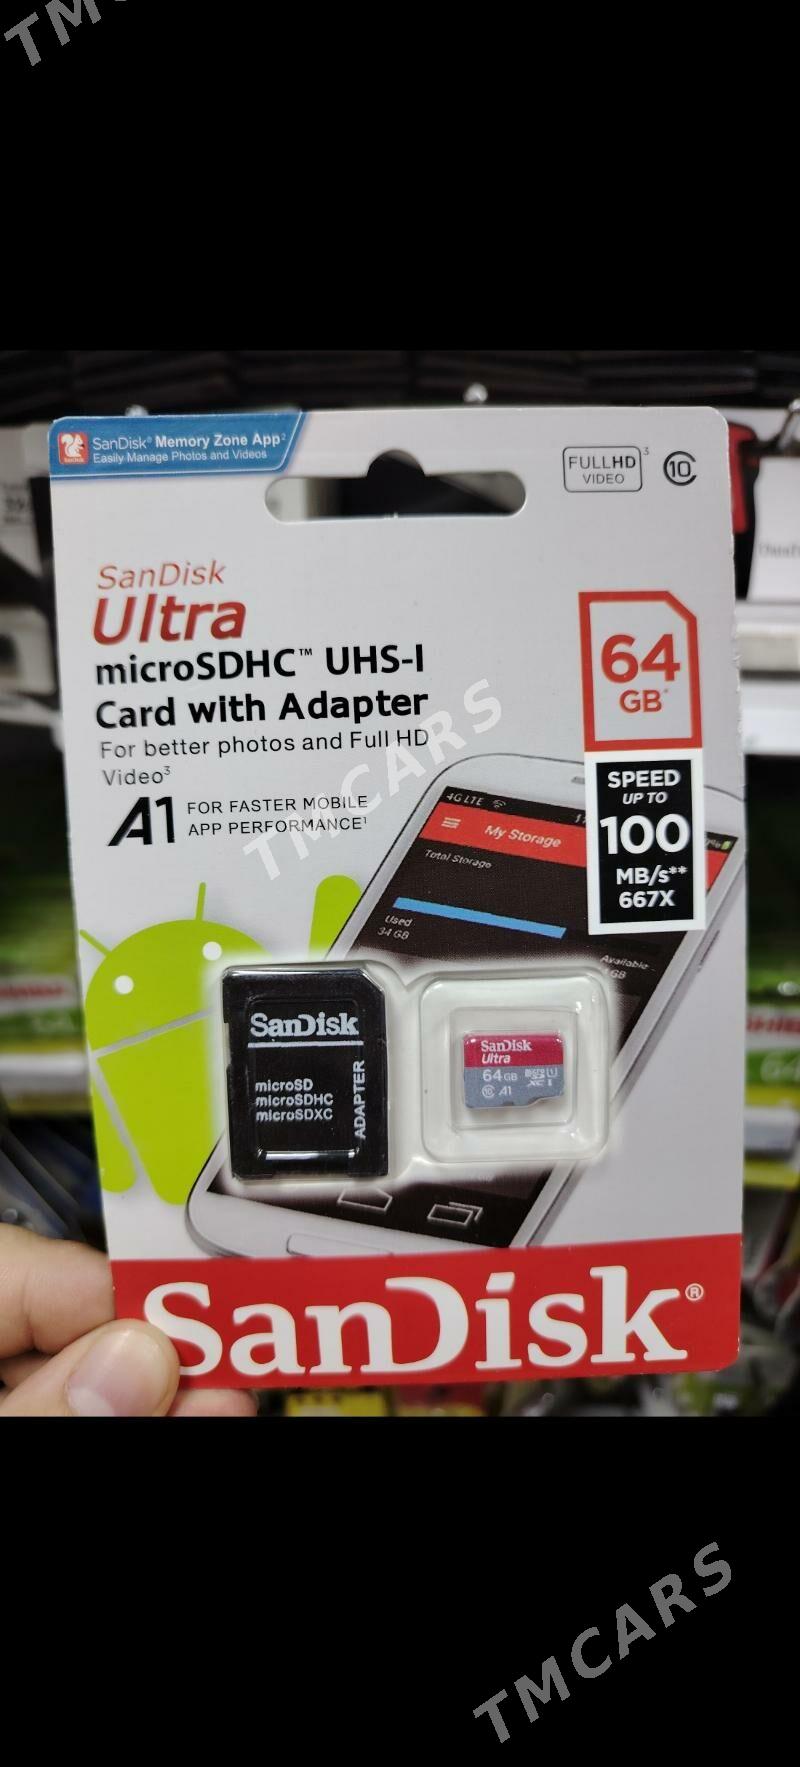 SanDisk® Memory Zone App²
Easily Manage Photos and Videos
FULLHD³
VIDEO
10
SanDisk
Ultra
microSDHC™ UHS-I
Card with Adapter
For better photos and Full HD
Video³
A1 FOR FASTER MOBILE
APP PERFORMANCE¹
64
GB*
SPEED
UP TO
100
MB/s**
667X
4G LTE
My Storage
Total Storage
Used
34 GB
Available
SanDisk
microSD
microSDHC
microSDXC
ADAPTER
SanDisk
Ultra
64GB
micro
XC I
A1
SanDisk®
TMCARS
TMCARS